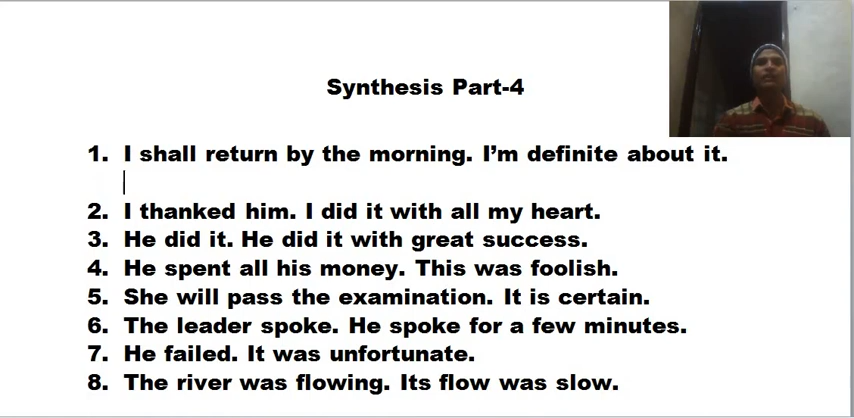 Synthesis Part-4
1. I shall return by the morning. I’m definite about it.
2. I thanked him. I did it with all my heart.
3. He did it. He did it with great success.
4. He spent all his money. This was foolish.
5. She will pass the examination. It is certain.
6. The leader spoke. He spoke for a few minutes.
7. He failed. It was unfortunate.
8. The river was flowing. Its flow was slow.